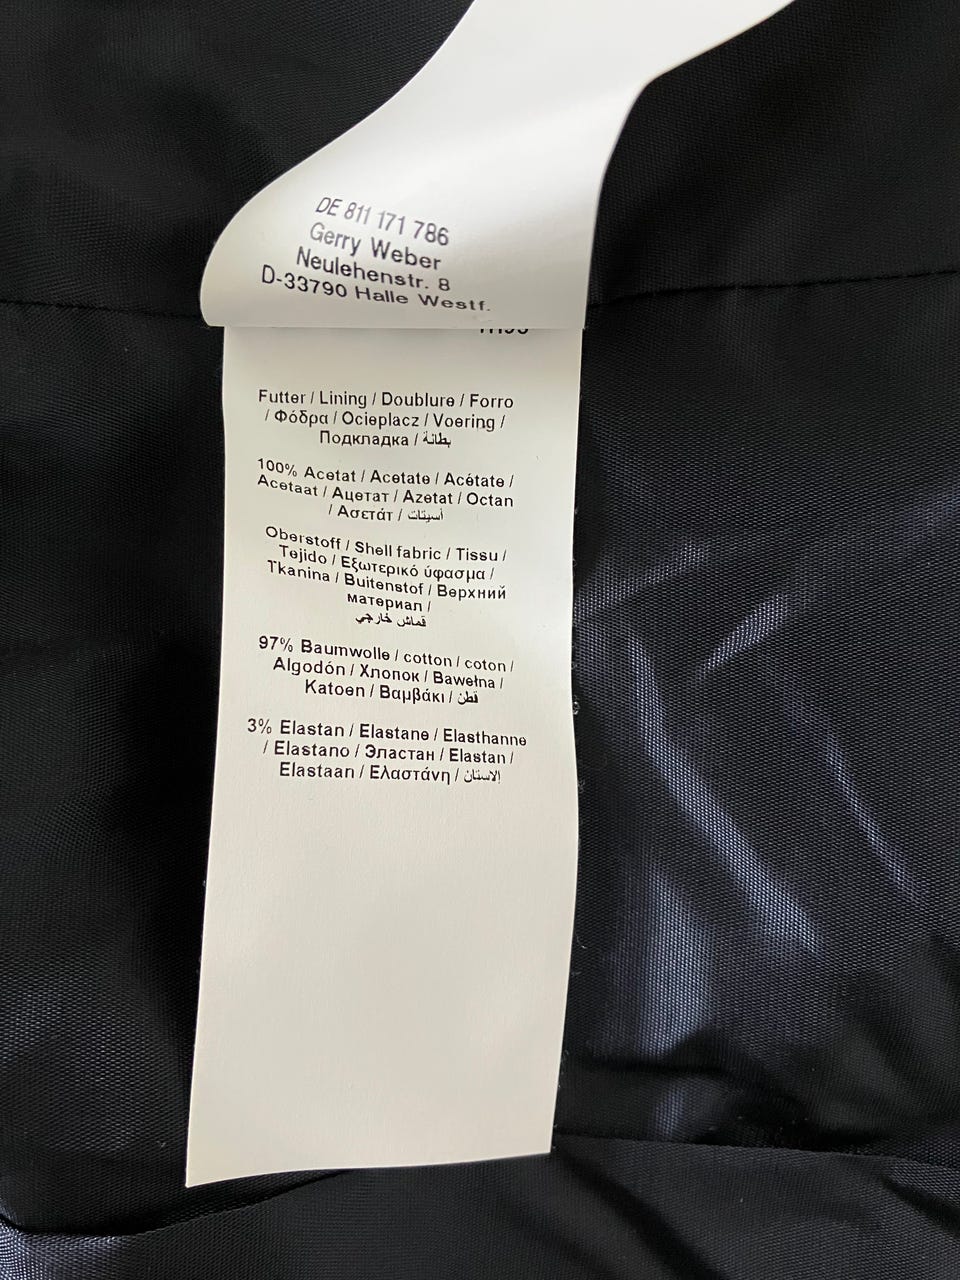 DE 811 171 786
Gerry Weber
Neulehenstr. 8
D-33790 Halle Westf.
Futter / Lining / Doublure / Forro
/ Φόδρα / Ocieplacz / Voering /
Подкладка / بطانة
100% Acetat / Acetate / Acétate /
Acetaat / Ацетат / Azetat / Octan
/ Ασετάτ / أسيتات
Oberstoff / Shell fabric / Tissu /
Tejido / Εξωτερικό ύφασμα /
Tkanina / Buitenstof / Верхний
материал /
قماش خارجي
97% Baumwolle / cotton / coton /
Algodón / Хлопок / Bawełna /
Katoen / Βαμβάκι / قطن
3% Elastan / Elastane / Elasthanne
/ Elastano / Эластан / Elastan /
Elastaan / Ελαστάνη / إلاستان